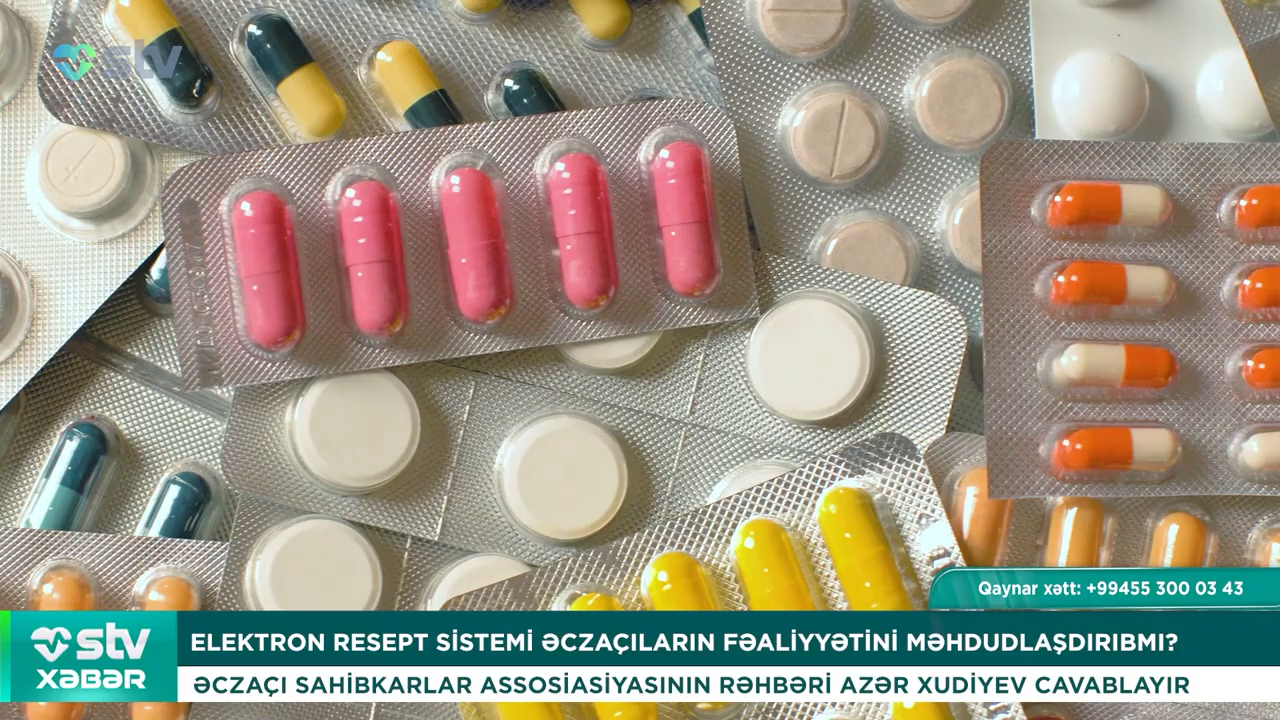 stv
Qaynar xətt: +99455 300 03 43
stv
XƏBƏR
ELEKTRON RESEPT SİSTEMİ ƏCZAÇILARIN FƏALİYYƏTİNİ MƏHDUDLAŞDIRIBMI?
ƏCZAÇI SAHİBKARLAR ASSOSİASİYASININ RƏHBƏRİ AZƏR XUDİYEV CAVABLAYIR